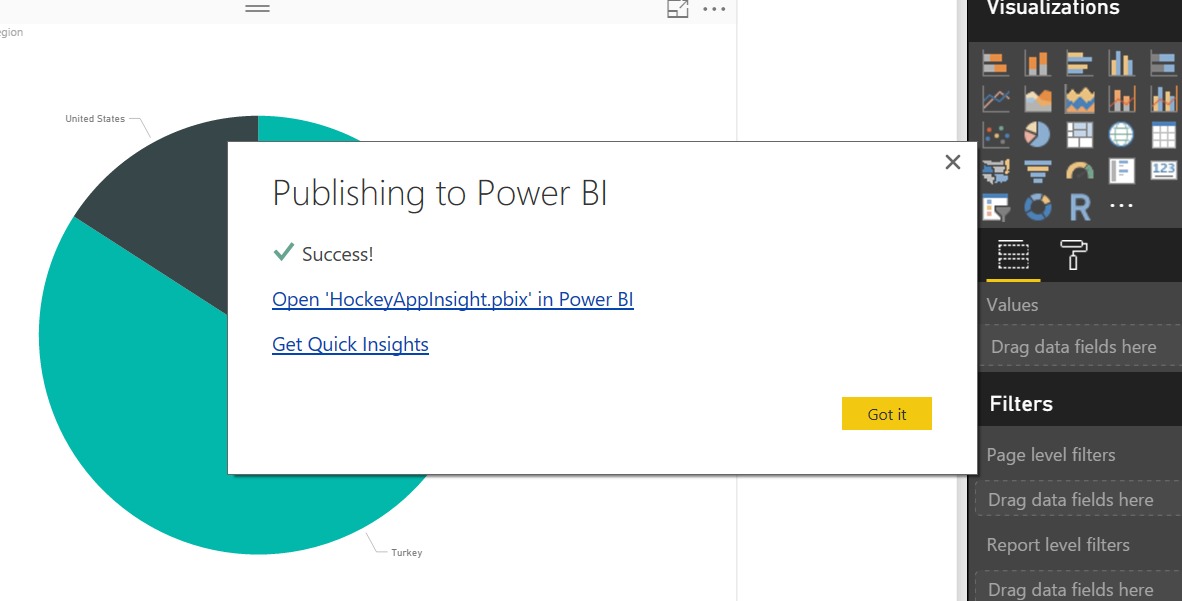 Visualizations
egion
United States
Publishing to Power BI
Success!
Open 'HockeyAppInsight.pbix' in Power BI
Get Quick Insights
Got it
Turkey
123
R
Values
Drag data fields here
Filters
Page level filters
Drag data fields here
Report level filters
Drag data fields here